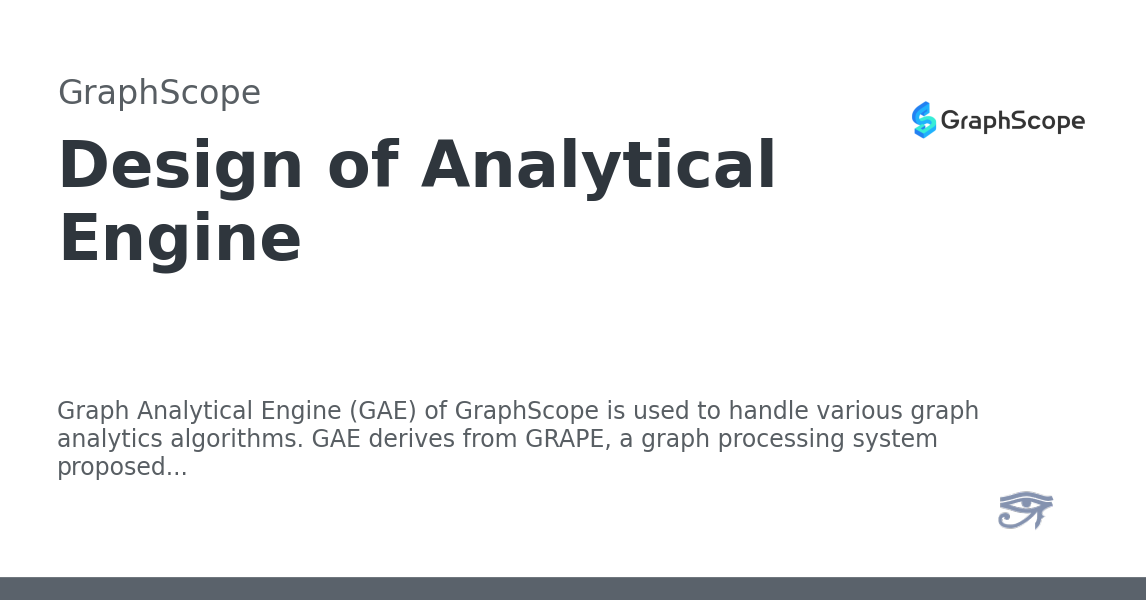 GraphScope
GraphScope
Design of Analytical
Engine
Graph Analytical Engine (GAE) of GraphScope is used to handle various graph
analytics algorithms. GAE derives from GRAPE, a graph processing system
proposed...